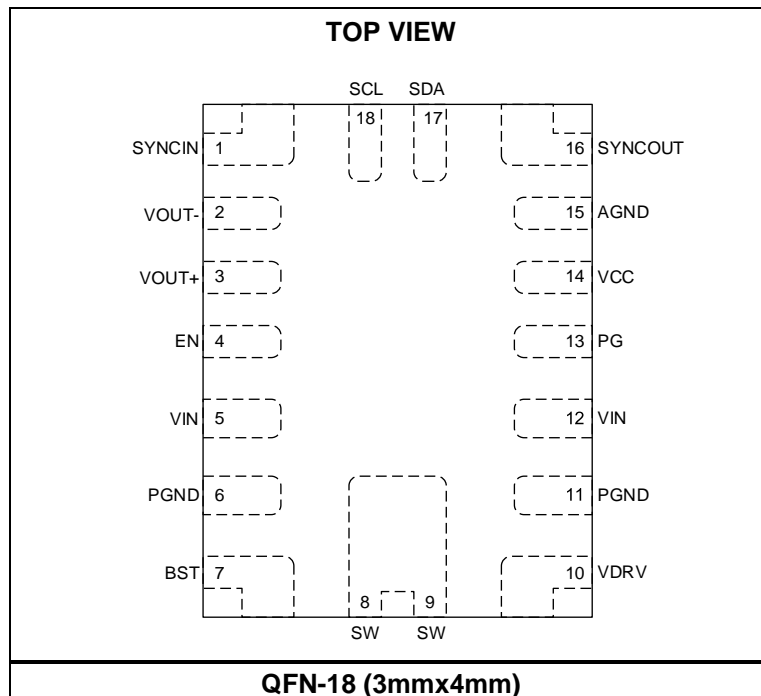 TOP VIEW
SCL SDA
18 17
SYNCIN 1 16 SYNCOUT
VOUT- 2 15 AGND
VOUT+ 3 14 VCC
EN 4 13 PG
VIN 5 12 VIN
PGND 6 11 PGND
BST 7 10 VDRV
8 9
SW SW
QFN-18 (3mmx4mm)